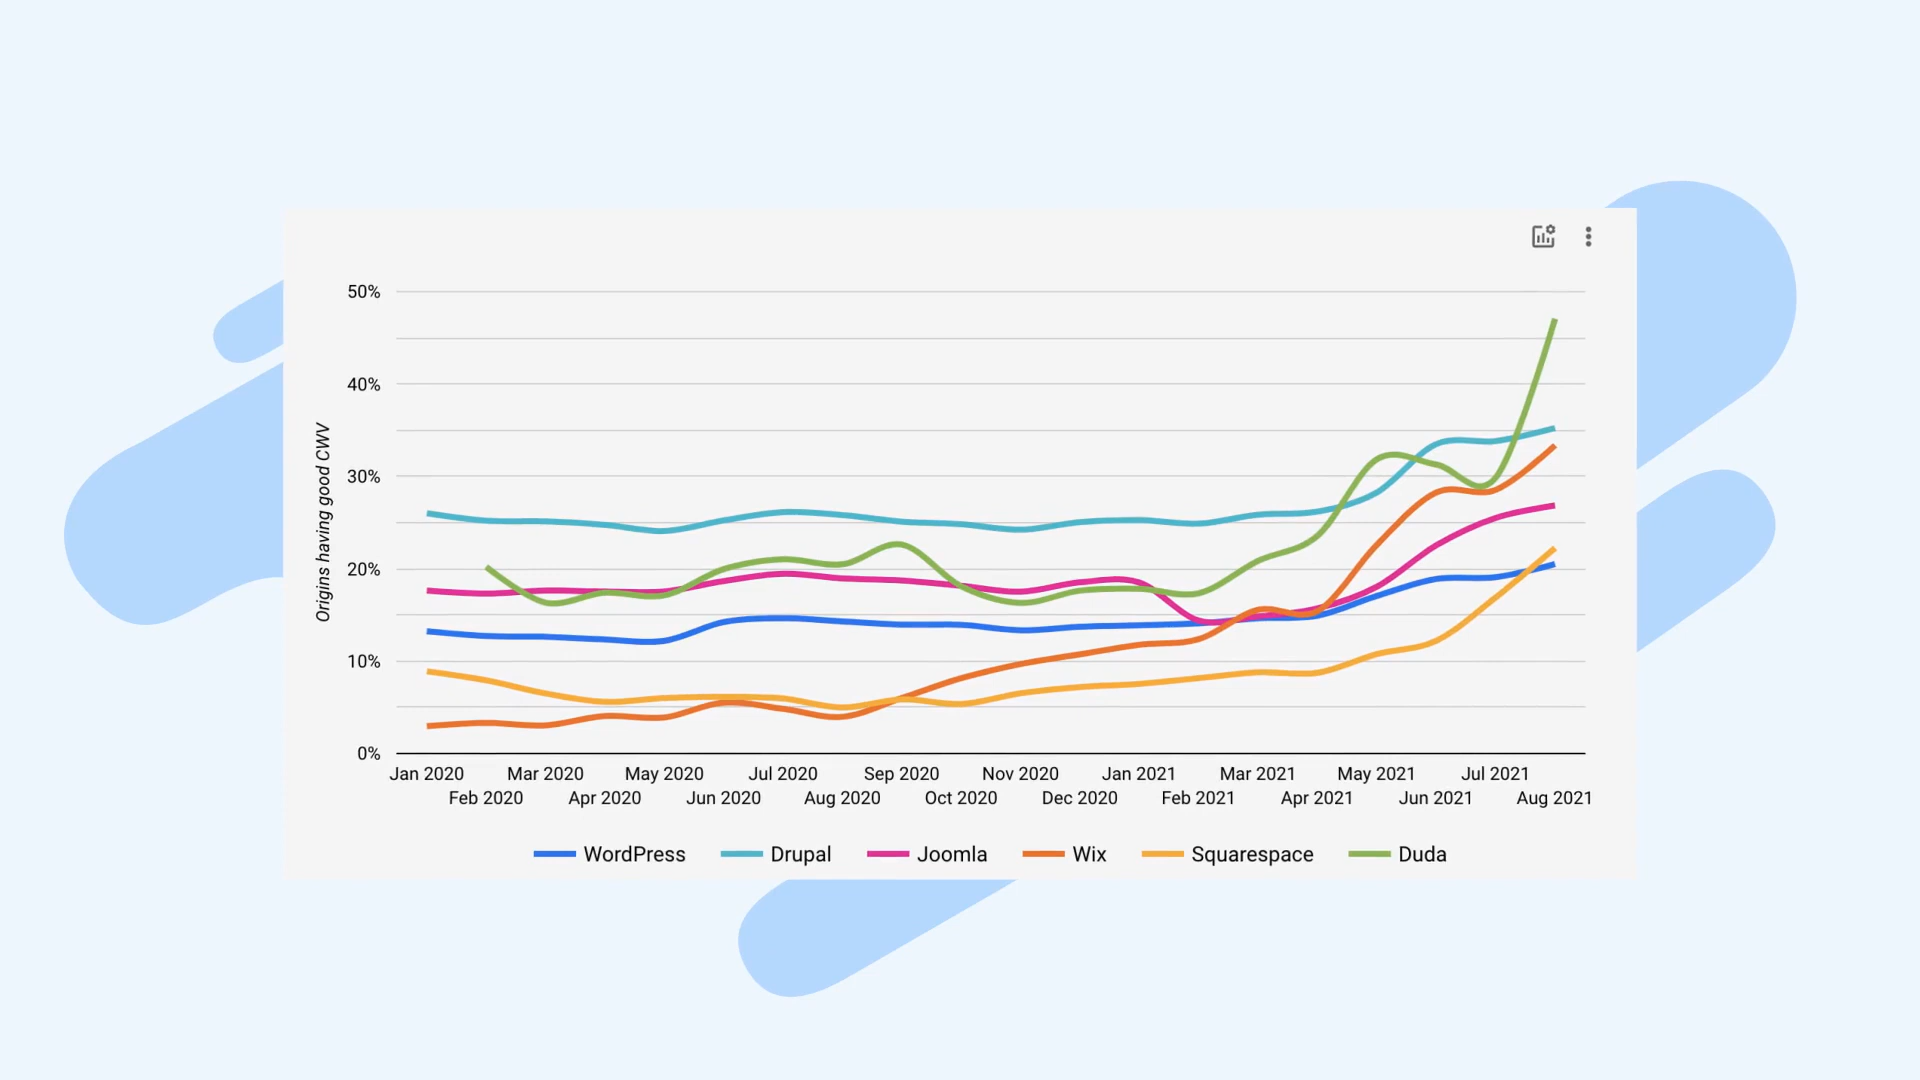 50%
40%
30%
20%
10%
0%
Origins having good CWV
Jan 2020 Mar 2020 May 2020 Jul 2020 Sep 2020 Nov 2020 Jan 2021 Mar 2021 May 2021 Jul 2021
Feb 2020 Apr 2020 Jun 2020 Aug 2020 Oct 2020 Dec 2020 Feb 2021 Apr 2021 Jun 2021 Aug 2021
WordPress Drupal Joomla Wix Squarespace Duda